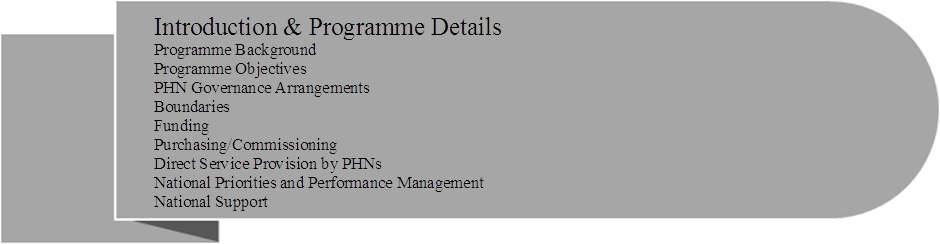 Introduction & Programme Details
Programme Background
Programme Objectives
PHN Governance Arrangements
Boundaries
Funding
Purchasing/Commissioning
Direct Service Provision by PHNs
National Priorities and Performance Management
National Support